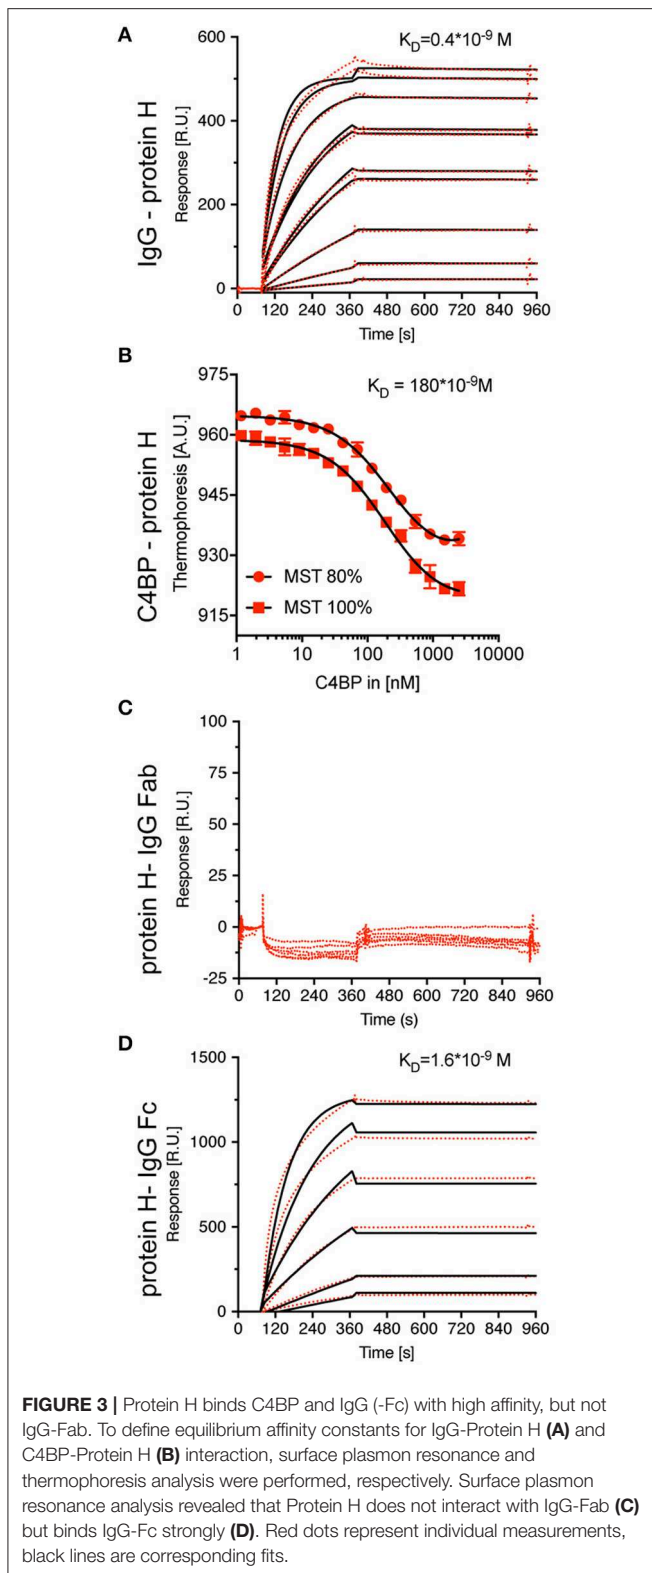 A
K_D=0.4*10^-9 M
IgG - protein H
Response [R.U.]
600
400
200
0
0 120 240 360 480 600 720 840 960
Time [s]
B
K_D = 180*10^-9M
C4BP - protein H
Thermophoresis [A.U.]
975
960
945
930
915
MST 80%
MST 100%
1 10 100 1000 10000
C4BP in [nM]
C
protein H- IgG Fab
Response [R.U.]
100
75
50
25
0
-25
0 120 240 360 480 600 720 840 960
Time (s)
D
K_D=1.6*10^-9 M
protein H- IgG Fc
Response [R.U.]
1500
1000
500
0
0 120 240 360 480 600 720 840 960
Time [s]
FIGURE 3 | Protein H binds C4BP and IgG (-Fc) with high affinity, but not
IgG-Fab. To define equilibrium affinity constants for IgG-Protein H (A) and
C4BP-Protein H (B) interaction, surface plasmon resonance and
thermophoresis analysis were performed, respectively. Surface plasmon
resonance analysis revealed that Protein H does not interact with IgG-Fab (C)
but binds IgG-Fc strongly (D). Red dots represent individual measurements,
black lines are corresponding fits.